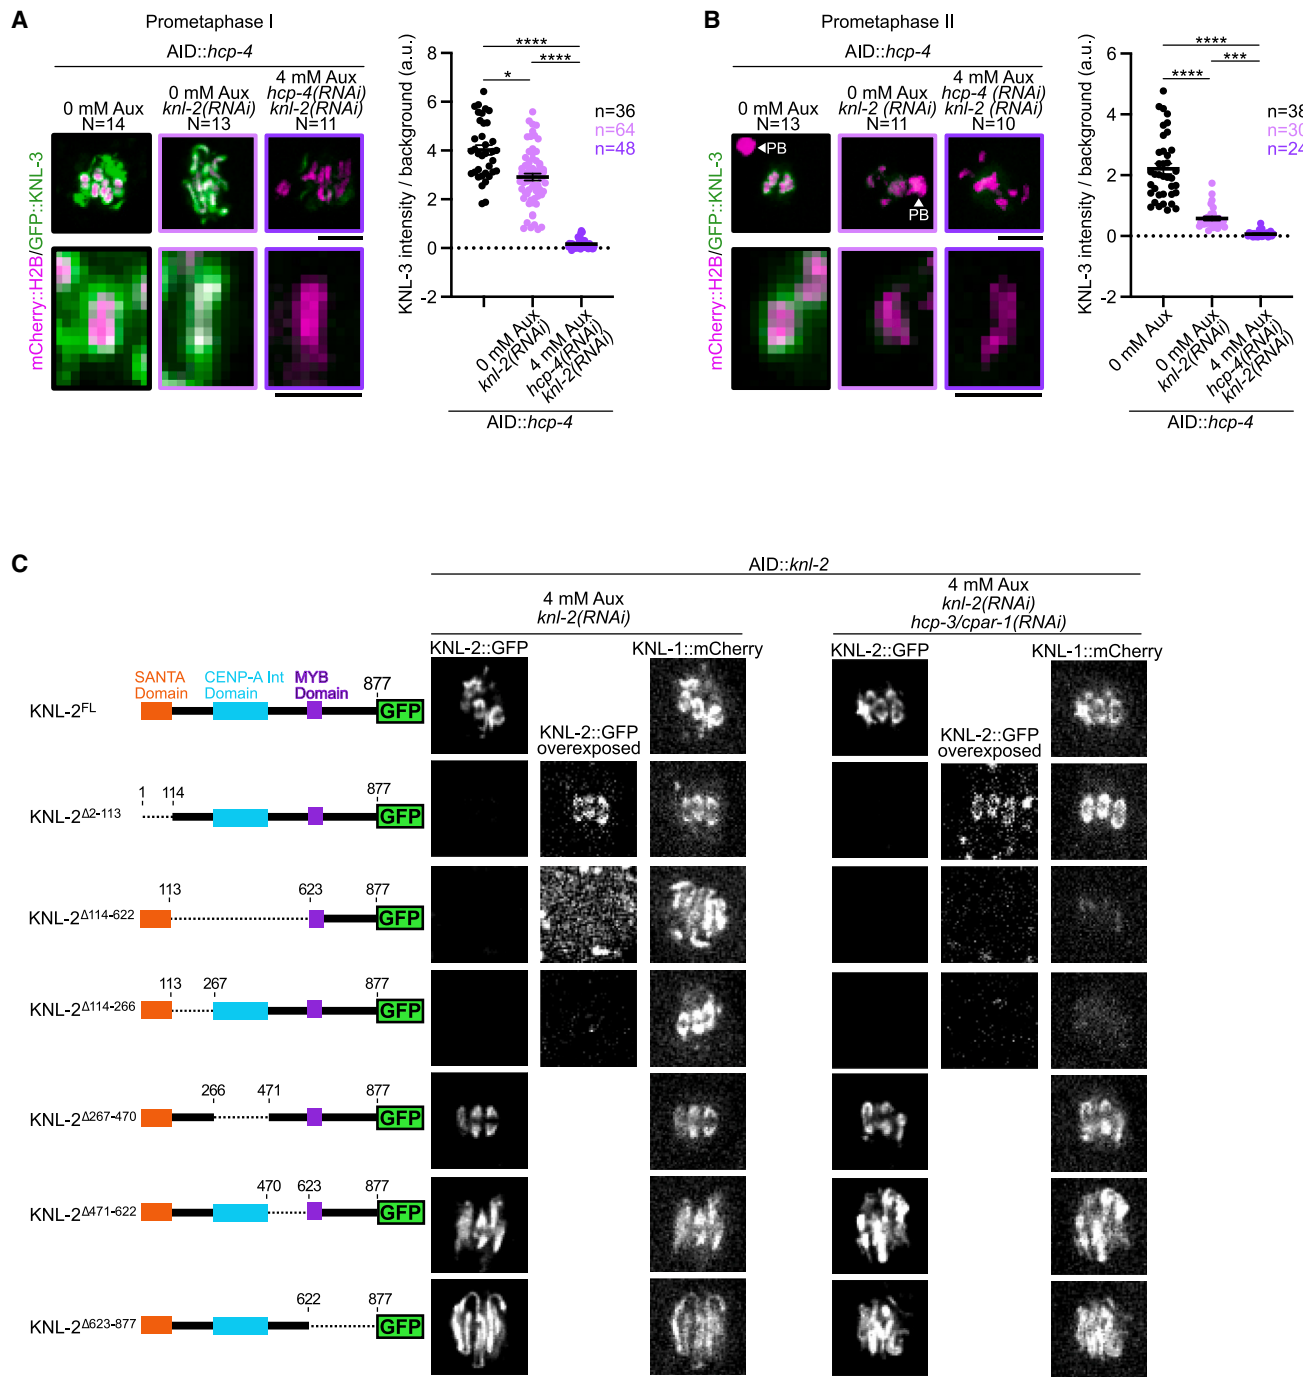 A
Prometaphase I
AID::hcp-4
0 mM Aux
N=14
0 mM Aux
knl-2(RNAi)
N=13
4 mM Aux
hcp-4(RNAi)
knl-2(RNAi)
N=11
mCherry::H2B/GFP::KNL-3
KNL-3 intensity / background (a.u.)
8
6
4
2
0
-2
****
****
*
n=36
n=64
n=48
0 mM Aux
0 mM Aux
knl-2(RNAi)
4 mM Aux
hcp-4(RNAi)
knl-2(RNAi)
AID::hcp-4
B
Prometaphase II
AID::hcp-4
0 mM Aux
N=13
0 mM Aux
knl-2 (RNAi)
N=11
4 mM Aux
hcp-4 (RNAi)
knl-2 (RNAi)
N=10
PB
PB
mCherry::H2B/GFP::KNL-3
KNL-3 intensity / background (a.u.)
6
4
2
0
-2
****
***
****
n=38
n=30
n=24
0 mM Aux
0 mM Aux
knl-2(RNAi)
4 mM Aux
hcp-4(RNAi)
knl-2(RNAi)
AID::hcp-4
C
AID::knl-2
4 mM Aux
knl-2(RNAi)
4 mM Aux
knl-2(RNAi)
hcp-3/cpar-1(RNAi)
KNL-2::GFP
KNL-1::mCherry
KNL-2::GFP
KNL-1::mCherry
SANTA
Domain
CENP-A Int
Domain
MYB
Domain
877
KNL-2FL
GFP
KNL-2::GFP
overexposed
KNL-2::GFP
overexposed
1 114 877
KNL-2Δ2-113
GFP
113 623 877
KNL-2Δ114-622
GFP
113 267 877
KNL-2Δ114-266
GFP
266 471 877
KNL-2Δ267-470
GFP
470 623 877
KNL-2Δ471-622
GFP
622 877
KNL-2Δ623-877
GFP